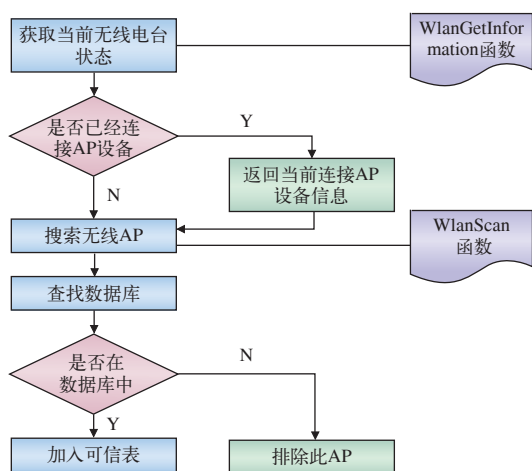 获取当前无线电台
状态
WlanGetInfor
mation函数
是否已经连
接AP设备
Y
返回当前连接AP
设备信息
N
搜索无线AP
WlanScan
函数
查找数据库
是否在
数据库中
N
Y
加入可信表
排除此AP